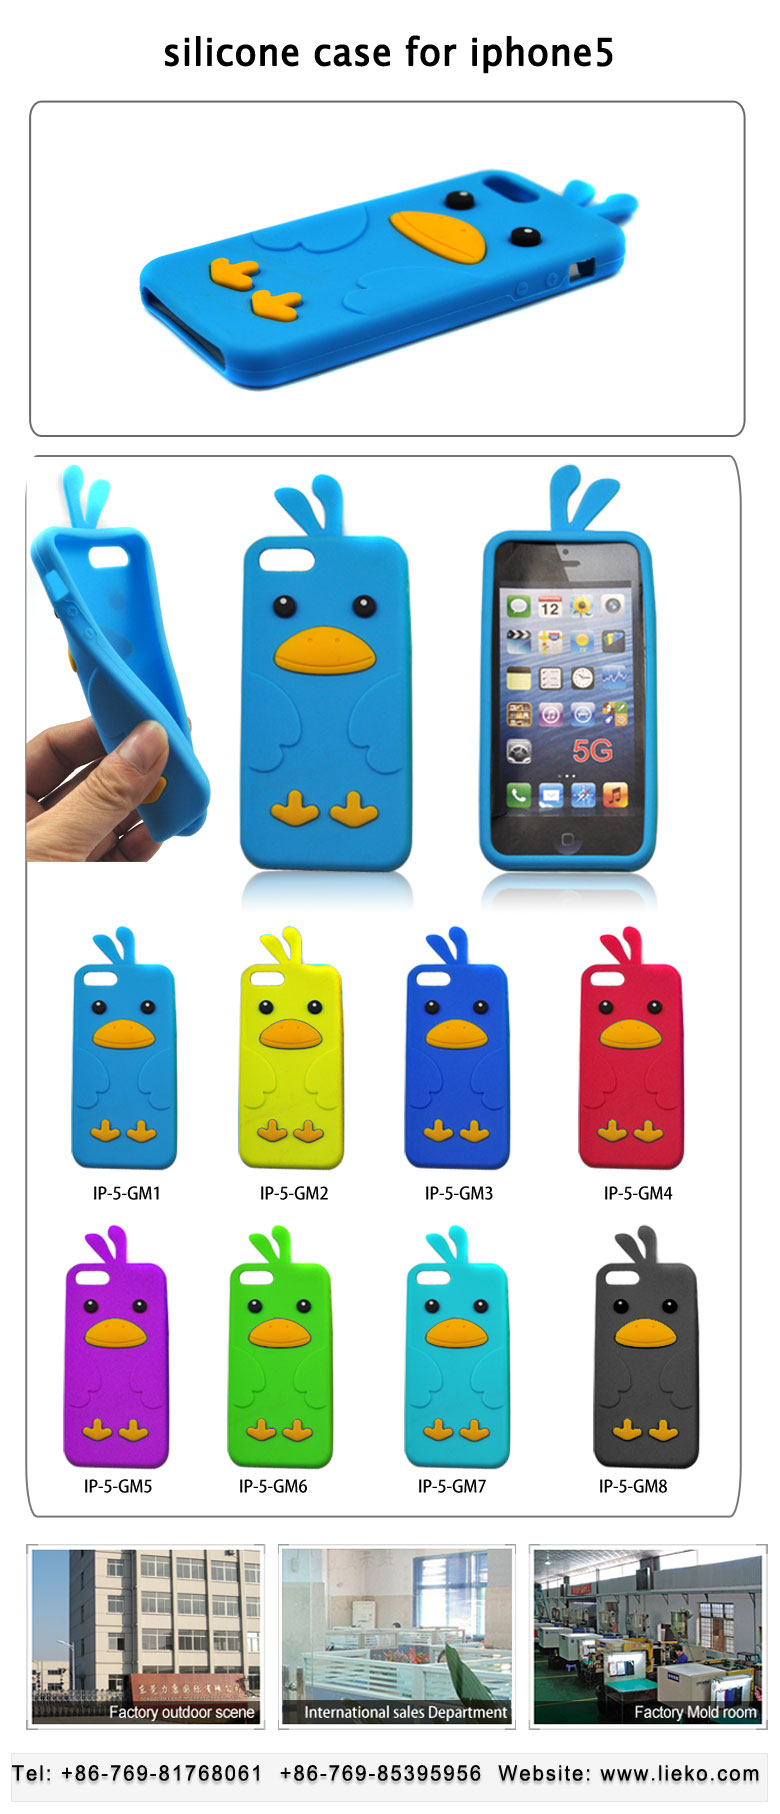 silicone case for iphone5
12
5G
IP-5-GM1 IP-5-GM2 IP-5-GM3 IP-5-GM4
IP-5-GM5 IP-5-GM6 IP-5-GM7 IP-5-GM8
Factory outdoor scene
International sales Department
Factory Mold room
Tel: +86-769-81768061 +86-769-85395956 Website: www.lieko.com